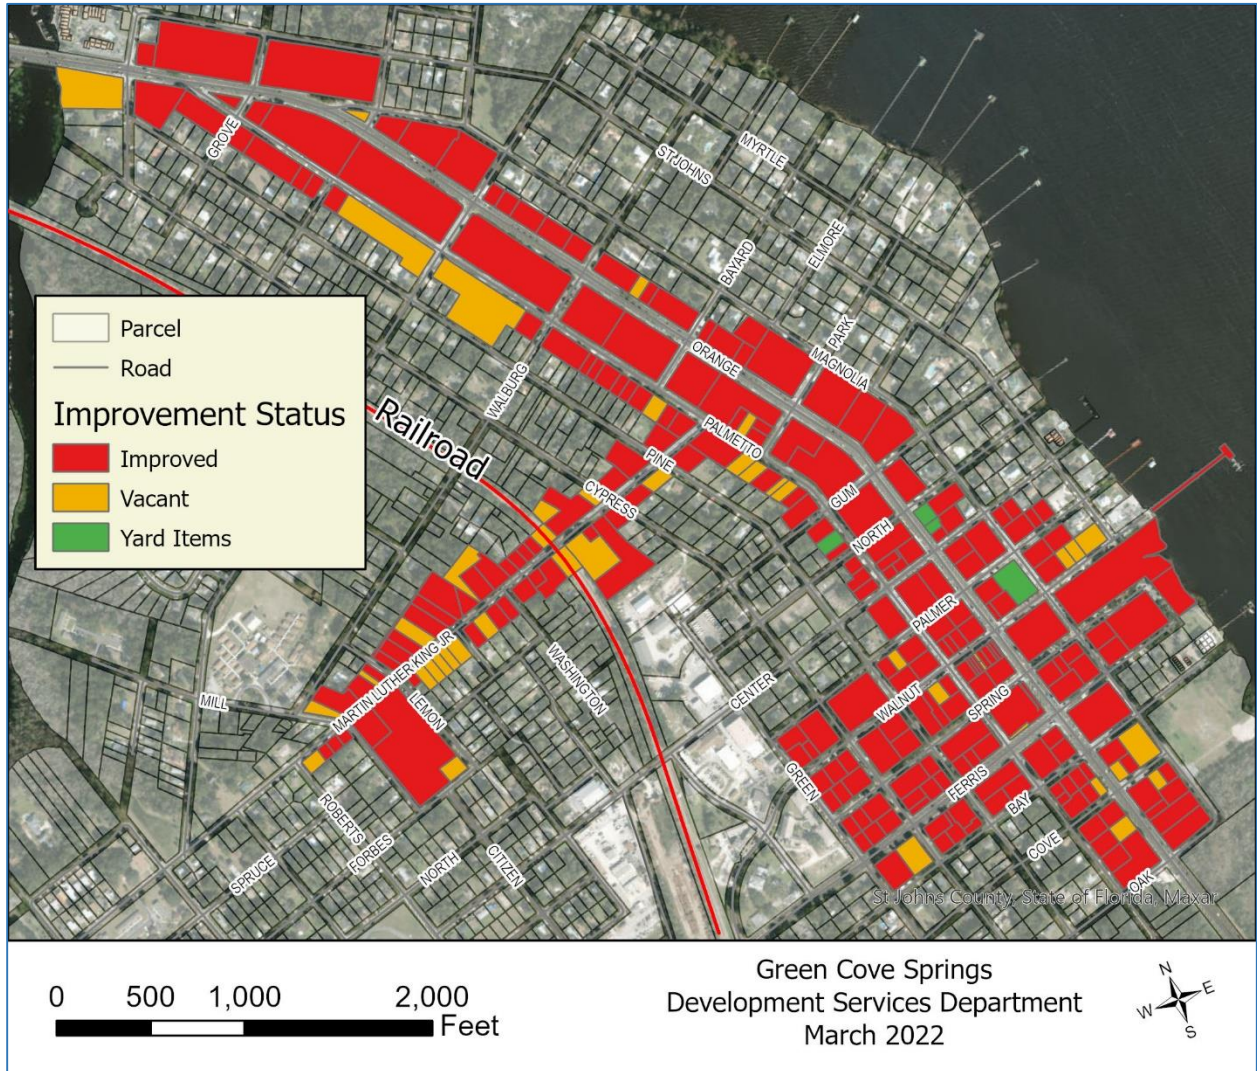 MYRTLE
ST JOHNS
GROVE
ELMORE
BAYARD
PARK
ORANGE
MAGNOLIA
WALBURG
PALMETTO
Railroad
PINE
CYPRESS
GUM
NORTH
PALMER
WASHINGTON
MARTIN LUTHER KING JR
LEMON
MILL
CENTER
WALNUT
SPRING
GREEN
FERRIS
BAY
COVE
OAK
ROBERTS
FORBES
SPRUCE
NORTH
CITIZEN
Parcel
Road
Improvement Status
Improved
Vacant
Yard Items
St Johns County, State of Florida, Maxar
0 500 1,000 2,000
Feet
Green Cove Springs
Development Services Department
March 2022
N
E
W
S